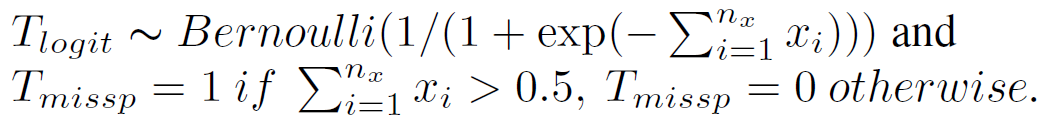 T_{logit} ∼ Bernoulli(1/(1 + exp(− ∑_{i=1}^{n_x} x_i))) and
T_{missp} = 1 if ∑_{i=1}^{n_x} x_i > 0.5, T_{missp} = 0 otherwise.